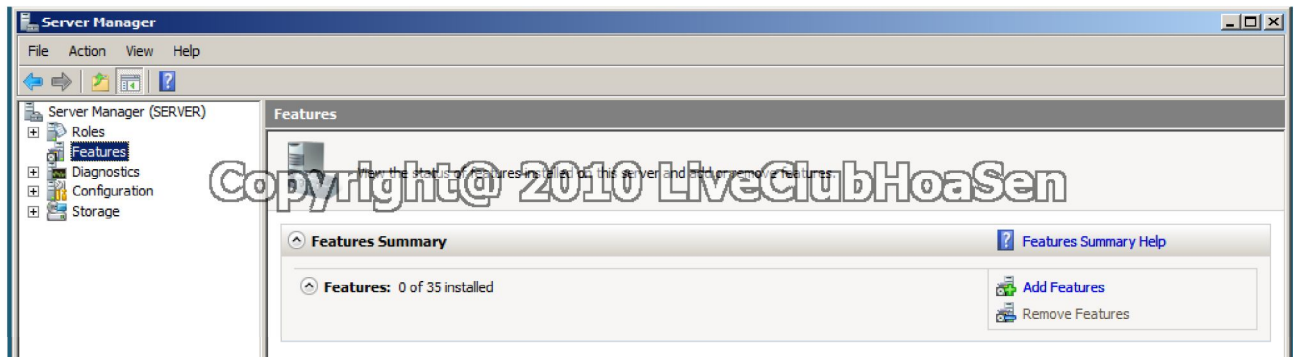 Server Manager
File Action View Help
Server Manager (SERVER)
Roles
Features
Diagnostics
Configuration
Storage
Features
View the status of features installed on this server and add or remove features.
Copyright@ 2010 LiveClubHoaSen
Features Summary
Features Summary Help
Features: 0 of 35 installed
Add Features
Remove Features